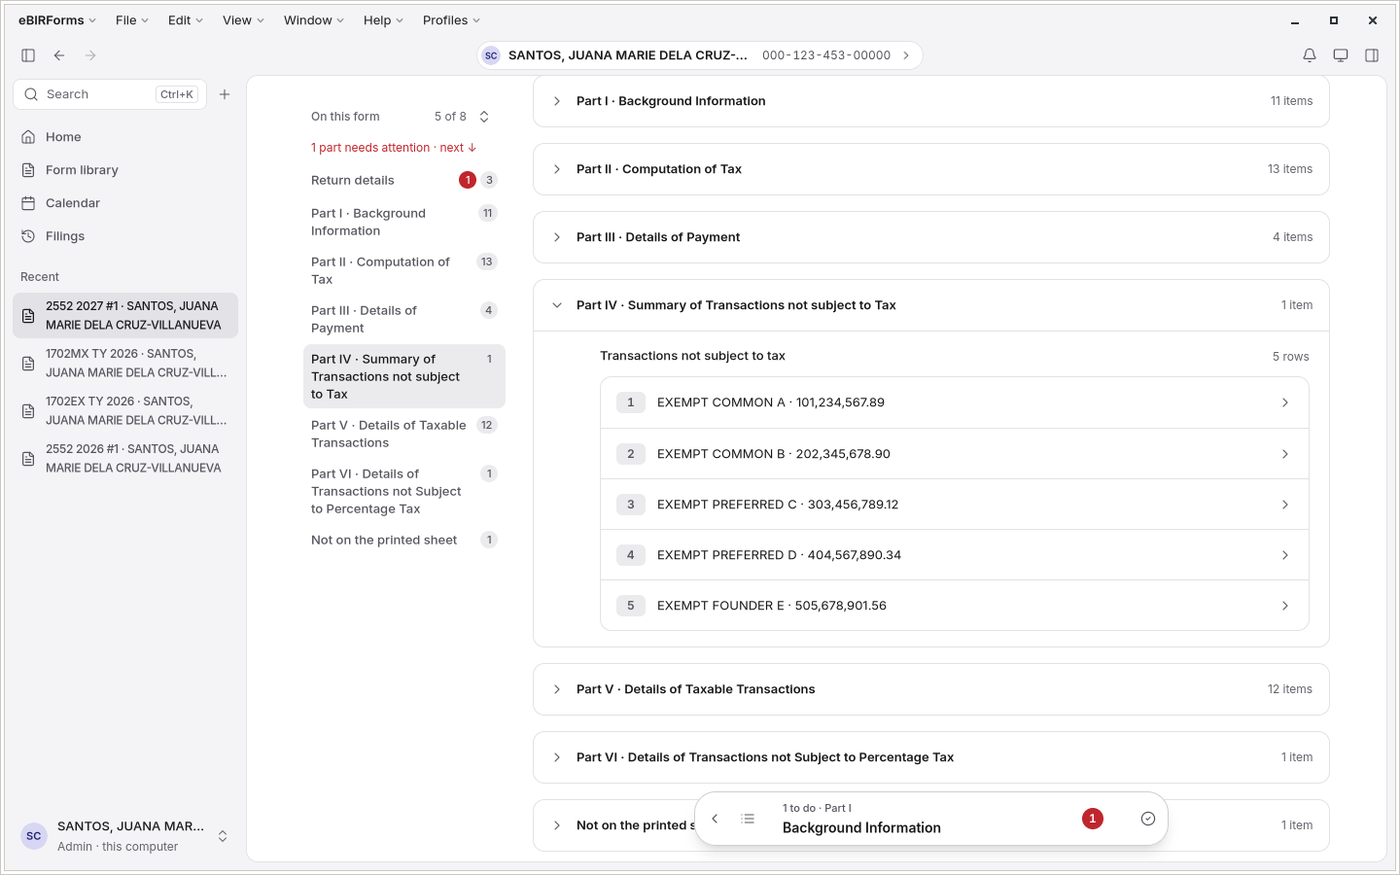 eBIRForms File Edit View Window Help Profiles
SC SANTOS, JUANA MARIE DELA CRUZ-... 000-123-453-00000
Search Ctrl+K
Home
Form library
Calendar
Filings
Recent
2552 2027 #1 · SANTOS, JUANA
MARIE DELA CRUZ-VILLANUEVA
1702MX TY 2026 · SANTOS,
JUANA MARIE DELA CRUZ-VILL...
1702EX TY 2026 · SANTOS,
JUANA MARIE DELA CRUZ-VILL...
2552 2026 #1 · SANTOS, JUANA
MARIE DELA CRUZ-VILLANUEVA
SC
SANTOS, JUANA MAR...
Admin · this computer
On this form 5 of 8
1 part needs attention · next ↓
Return details 1 3
Part I · Background 11
Information
Part II · Computation of 13
Tax
Part III · Details of 4
Payment
Part IV · Summary of 1
Transactions not subject
to Tax
Part V · Details of Taxable 12
Transactions
Part VI · Details of 1
Transactions not Subject
to Percentage Tax
Not on the printed sheet 1
Part I · Background Information 11 items
Part II · Computation of Tax 13 items
Part III · Details of Payment 4 items
Part IV · Summary of Transactions not subject to Tax 1 item
Transactions not subject to tax 5 rows
1 EXEMPT COMMON A · 101,234,567.89
2 EXEMPT COMMON B · 202,345,678.90
3 EXEMPT PREFERRED C · 303,456,789.12
4 EXEMPT PREFERRED D · 404,567,890.34
5 EXEMPT FOUNDER E · 505,678,901.56
Part V · Details of Taxable Transactions 12 items
Part VI · Details of Transactions not Subject to Percentage Tax 1 item
Not on the printed s 1 item
1 to do · Part I
Background Information 1